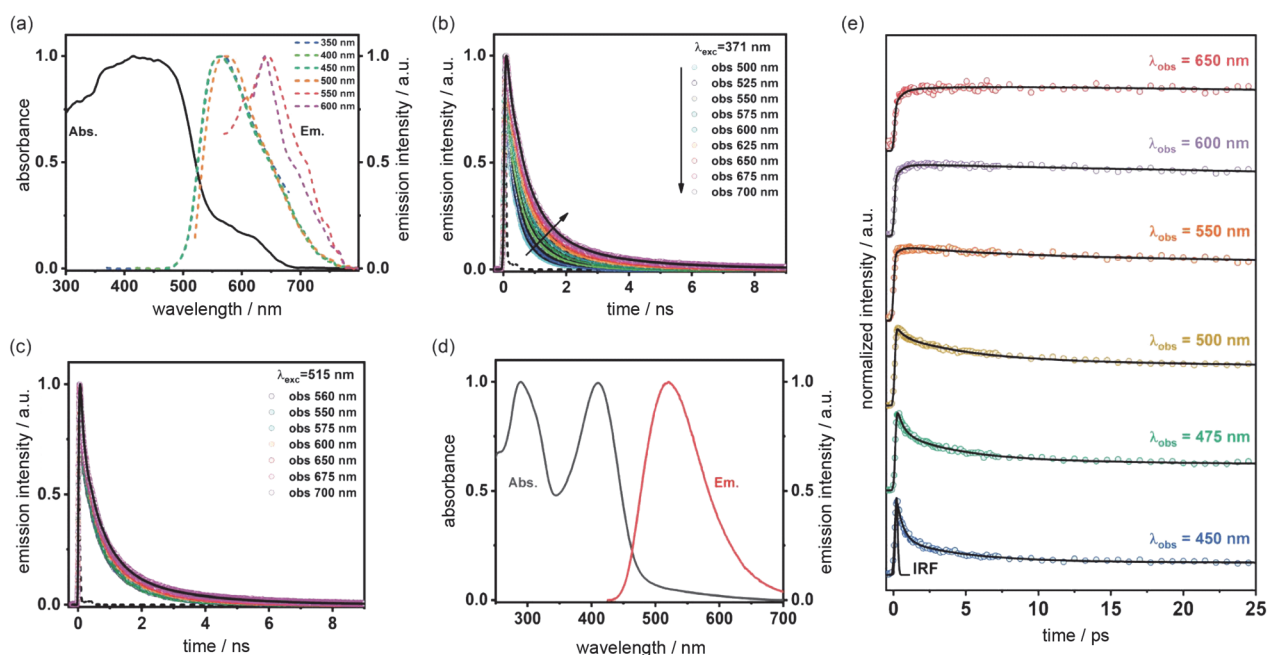 (a)
absorbance
1.0
0.5
0.0
300 400 500 600 700
wavelength / nm
Abs.
Em.
350 nm
400 nm
450 nm
500 nm
550 nm
600 nm
1.0
0.5
0.0
emission intensity / a.u.
(b)
emission intensity / a.u.
1.0
0.5
0.0
0 2 4 6 8
time / ns
λexc=371 nm
obs 500 nm
obs 525 nm
obs 550 nm
obs 575 nm
obs 600 nm
obs 625 nm
obs 650 nm
obs 675 nm
obs 700 nm
(c)
emission intensity / a.u.
1.0
0.5
0.0
0 2 4 6 8
time / ns
λexc=515 nm
obs 560 nm
obs 550 nm
obs 575 nm
obs 600 nm
obs 650 nm
obs 675 nm
obs 700 nm
(d)
absorbance
1.0
0.5
0.0
300 400 500 600 700
wavelength / nm
Abs.
Em.
1.0
0.5
0.0
emission intensity / a.u.
(e)
normalized intensity / a.u.
λobs = 650 nm
λobs = 600 nm
λobs = 550 nm
λobs = 500 nm
λobs = 475 nm
λobs = 450 nm
IRF
0 5 10 15 20 25
time / ps